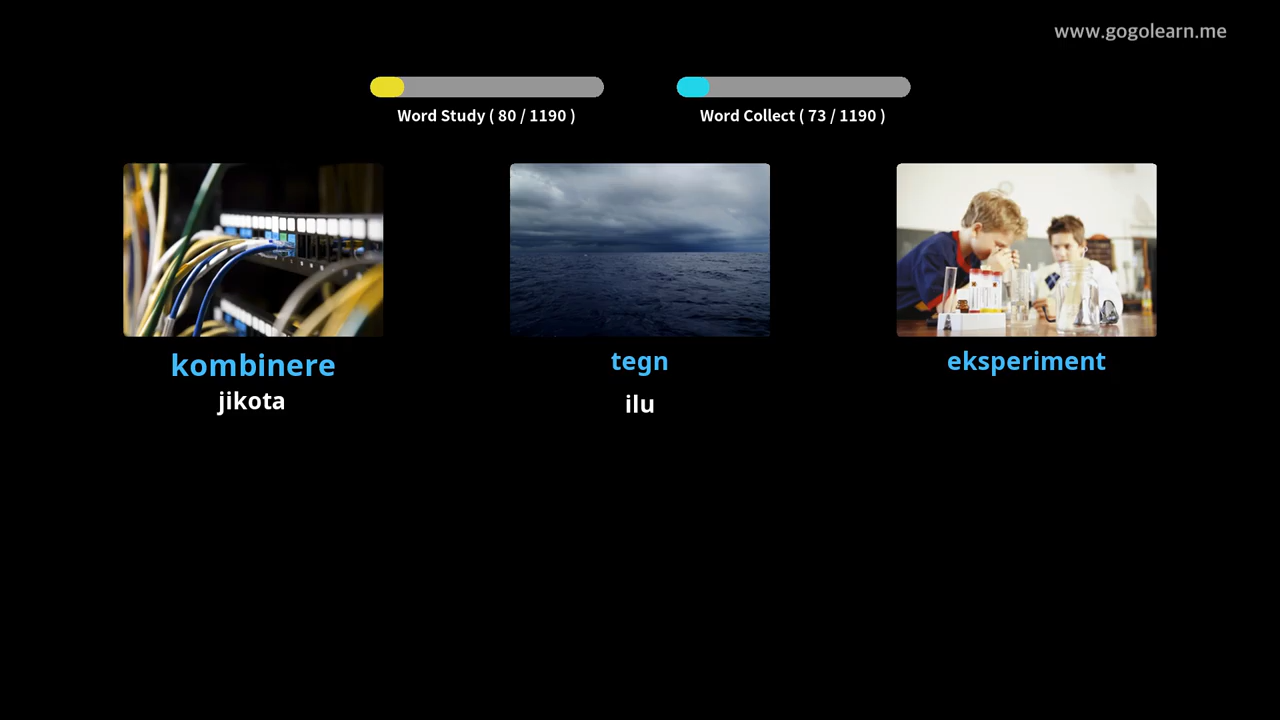 www.gogolearn.me
Word Study ( 80 / 1190 )
Word Collect ( 73 / 1190 )
kombinere
jikota
tegn
ilu
eksperiment